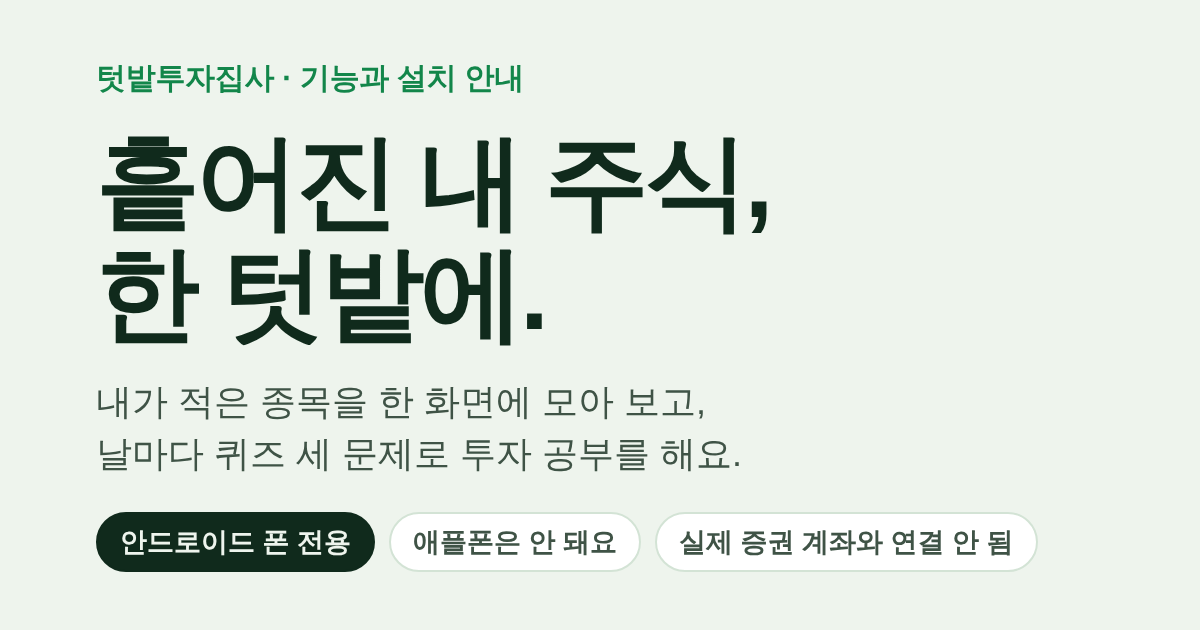 텃밭투자집사 · 기능과 설치 안내
흩어진 내 주식,
한 텃밭에.
내가 적은 종목을 한 화면에 모아 보고,
날마다 퀴즈 세 문제로 투자 공부를 해요.
안드로이드 폰 전용
애플폰은 안 돼요
실제 증권 계좌와 연결 안 됨